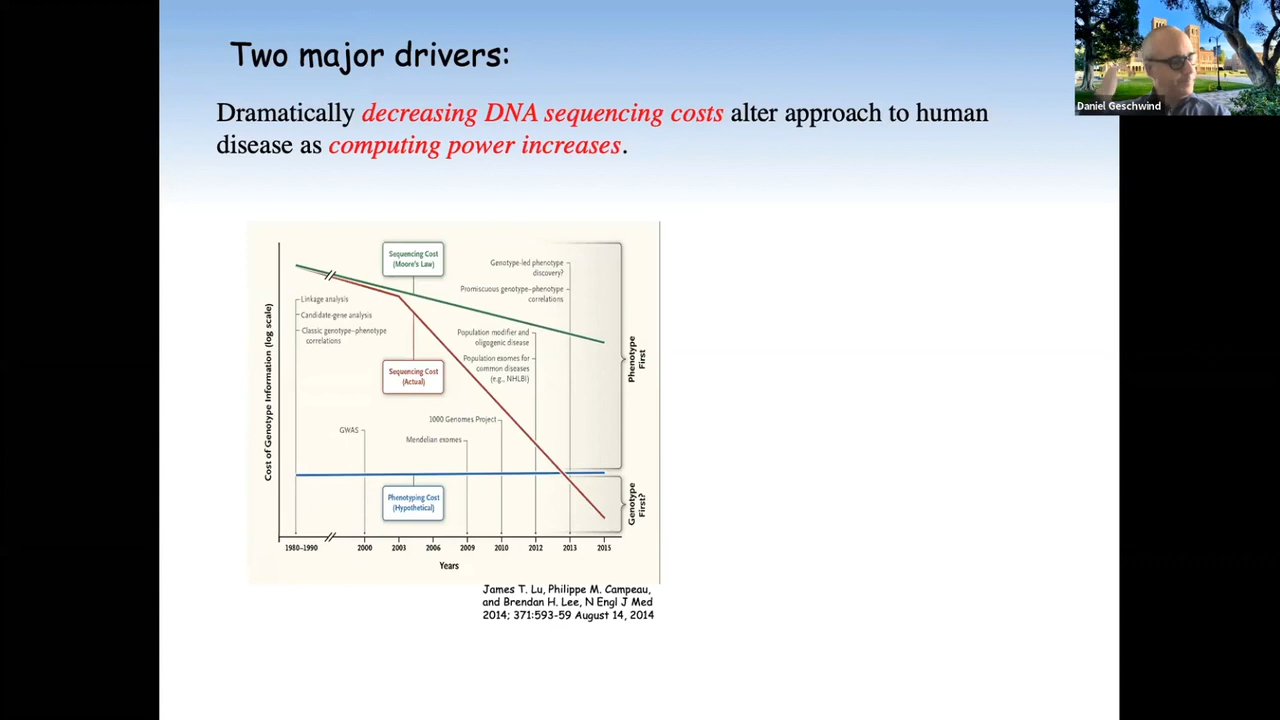 Two major drivers:
Daniel Geschwind
Dramatically decreasing DNA sequencing costs alter approach to human
disease as computing power increases.
Cost of Genotype Information (log scale)
Sequencing Cost
(Moore's Law)
Linkage analysis
Candidate-gene analysis
Classic genotype–phenotype
correlations
Sequencing Cost
(Actual)
Genotype-led phenotype
discovery?
Promiscuous genotype–phenotype
correlations
Population modifier and
oligogenic disease
Population exomes for
common diseases
(e.g., NHLBI)
1000 Genomes Project
GWAS
Mendelian exomes
Phenotyping Cost
(Hypothetical)
Phenotype
First
Genotype
First?
1980–1990 2000 2003 2006 2009 2010 2012 2013 2015
Years
James T. Lu, Philippe M. Campeau,
and Brendan H. Lee, N Engl J Med
2014; 371:593-59 August 14, 2014